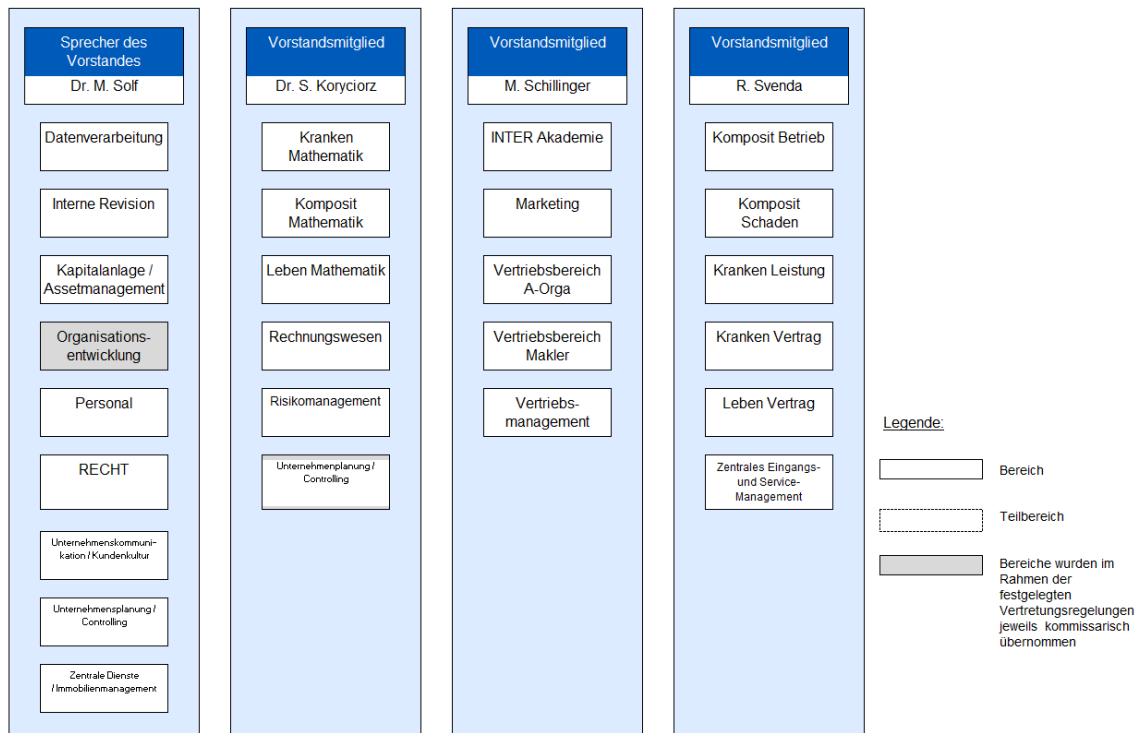 Sprecher des
Vorstandes
Dr. M. Solf
Datenverarbeitung
Interne Revision
Kapitalanlage /
Assetmanagement
Organisations-
entwicklung
Personal
RECHT
Unternehmenskommuni-
kation / Kundenkultur
Unternehmensplanung /
Controlling
Zentrale Dienste
/ Immobilienmanagement
Vorstandsmitglied
Dr. S. Koryciorz
Kranken
Mathematik
Komposit
Mathematik
Leben Mathematik
Rechnungswesen
Risikomanagement
Unternehmenplanung /
Controlling
Vorstandsmitglied
M. Schillinger
INTER Akademie
Marketing
Vertriebsbereich
A-Orga
Vertriebsbereich
Makler
Vertriebs-
management
Vorstandsmitglied
R. Svenda
Komposit Betrieb
Komposit
Schaden
Kranken Leistung
Kranken Vertrag
Leben Vertrag
Zentrales Eingangs-
und Service-
Management
Legende:
Bereich
Teilbereich
Bereiche wurden im
Rahmen der
festgelegten
Vertretungsregelungen
jeweils kommissarisch
übernommen